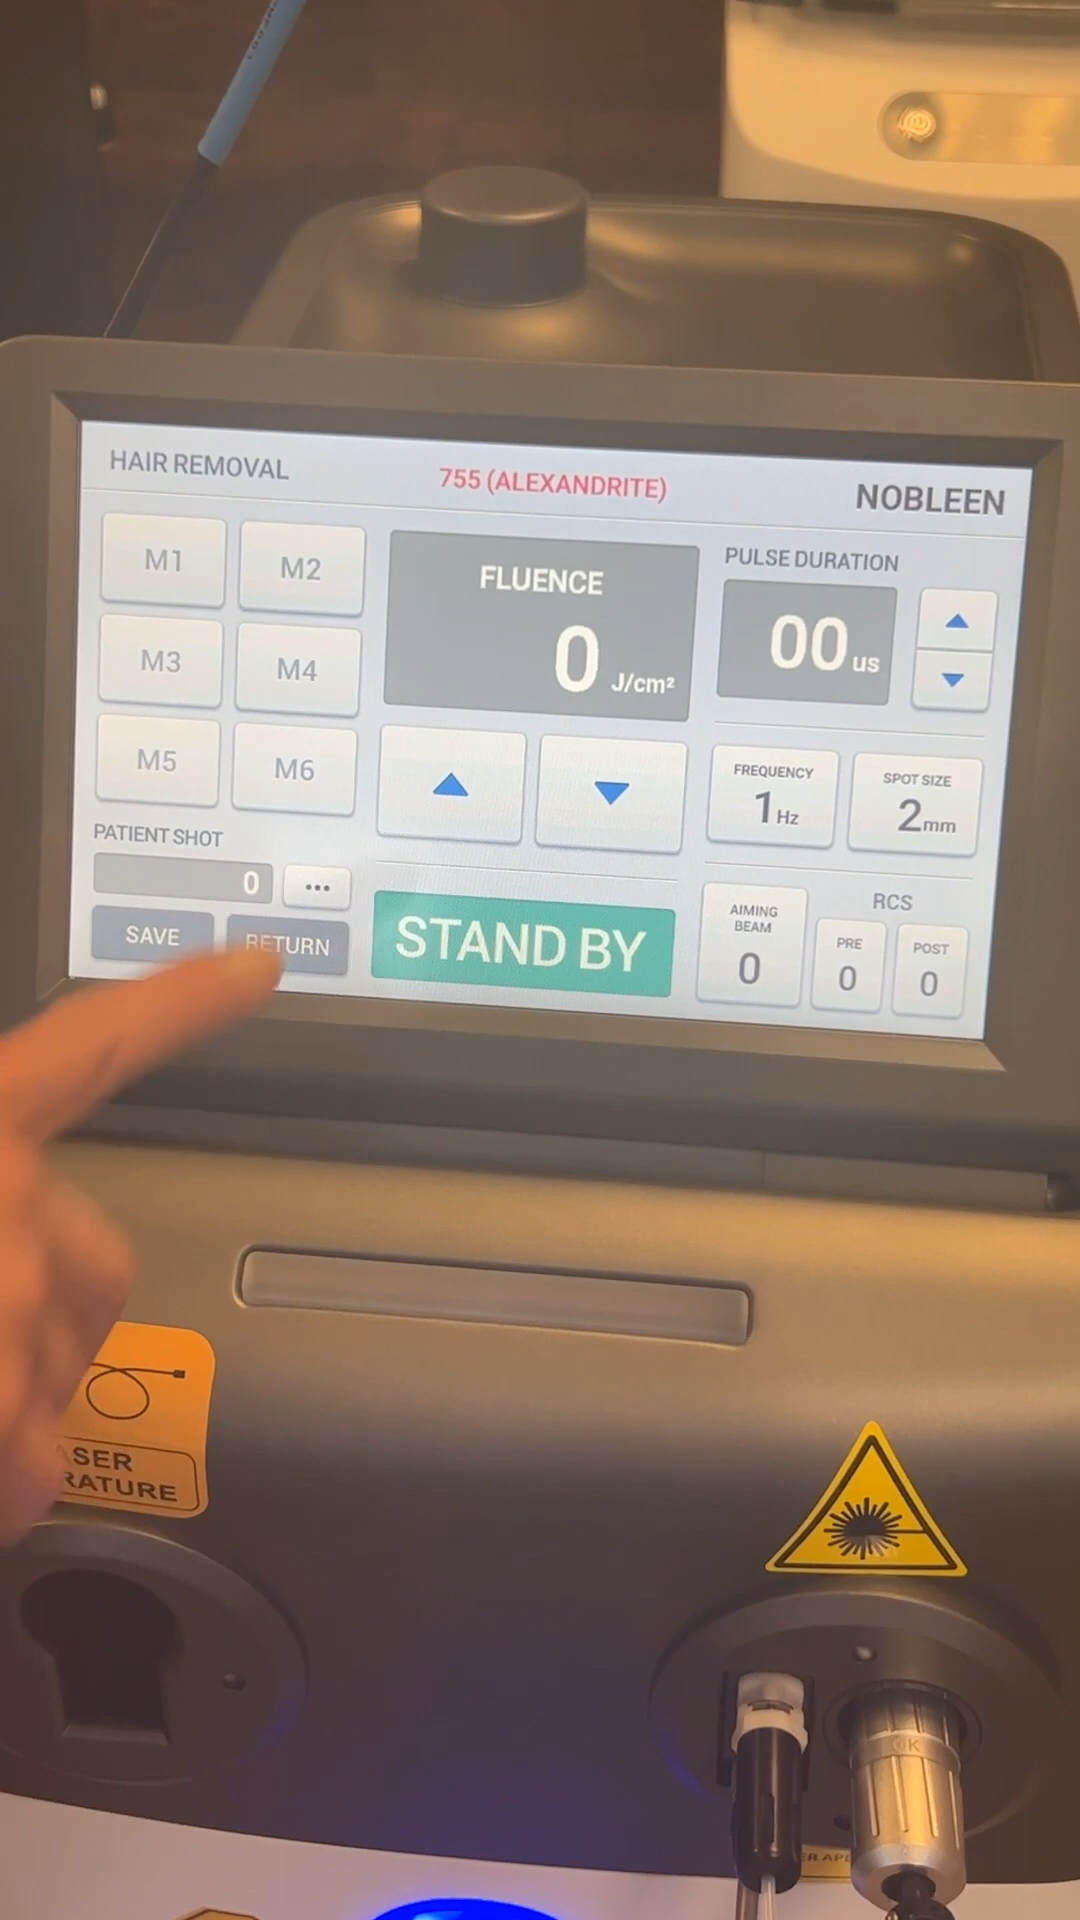 HAIR REMOVAL
755 (ALEXANDRITE)
NOBLEEN
M1
M2
M3
M4
M5
M6
FLUENCE
0 J/cm²
PULSE DURATION
00 us
FREQUENCY
1 Hz
SPOT SIZE
2 mm
PATIENT SHOT
0
...
SAVE
RETURN
STAND BY
AIMING
BEAM
0
RCS
PRE
0
POST
0
ASER
RATURE